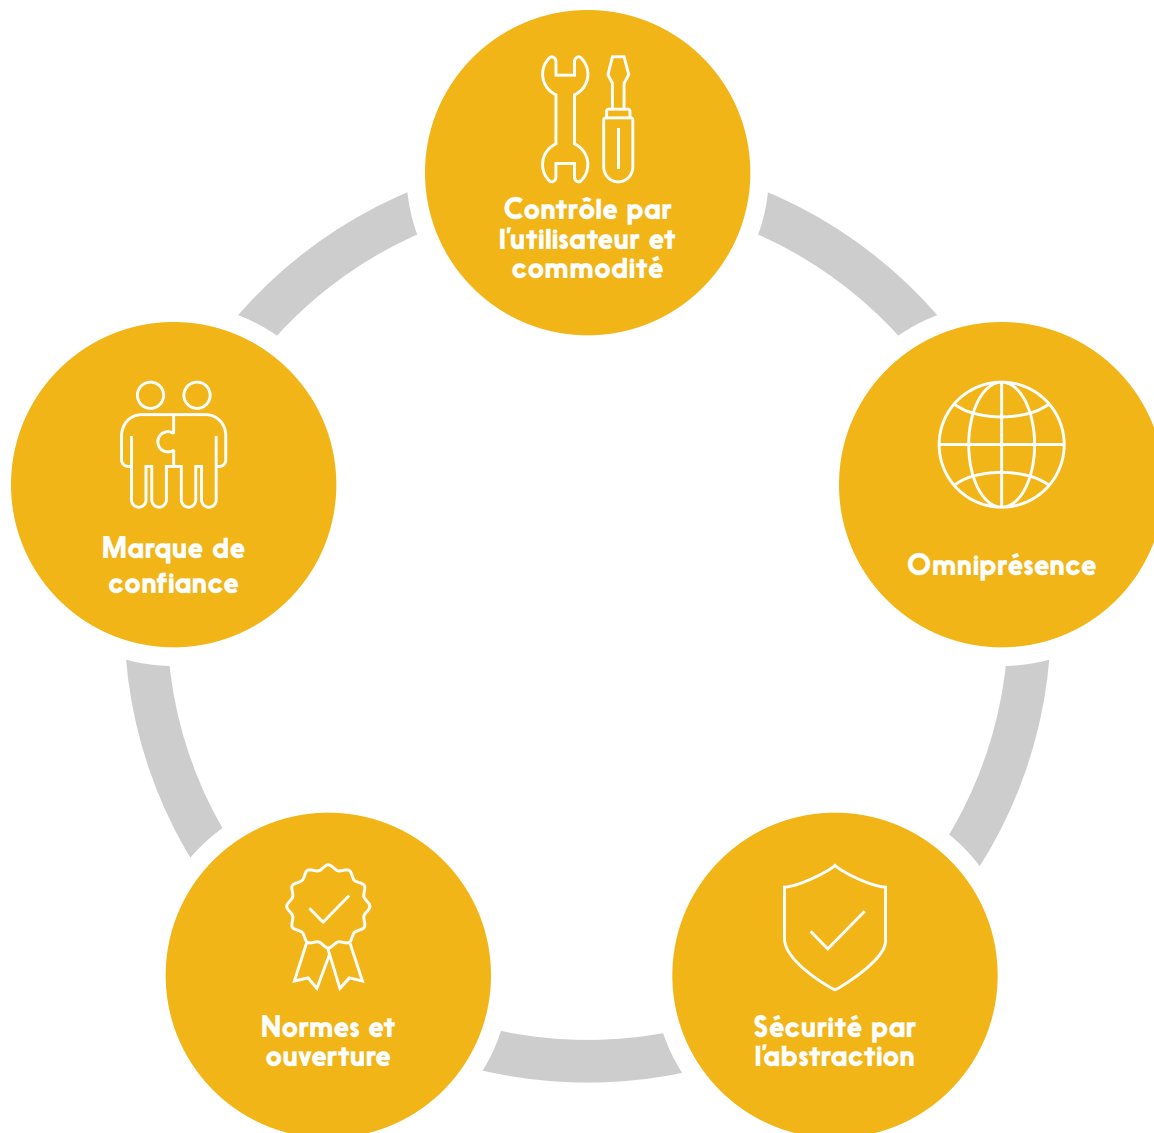 Contrôle par
l'utilisateur et
commodité
Marque de
confiance
Omniprésence
Normes et
ouverture
Sécurité par
l'abstraction